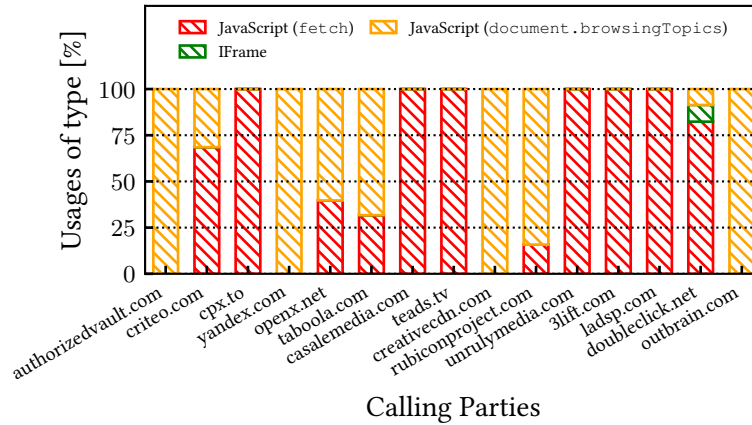 JavaScript (fetch) JavaScript (document.browsingTopics)
IFrame
Usages of type [%]
100
75
50
25
0
authorizedvault.com
criteo.com
cpx.to
yandex.com
openx.net
taboola.com
casalemedia.com
teads.tv
creativecdn.com
rubiconproject.com
unrulymedia.com
3lift.com
ladsp.com
doubleclick.net
outbrain.com
Calling Parties